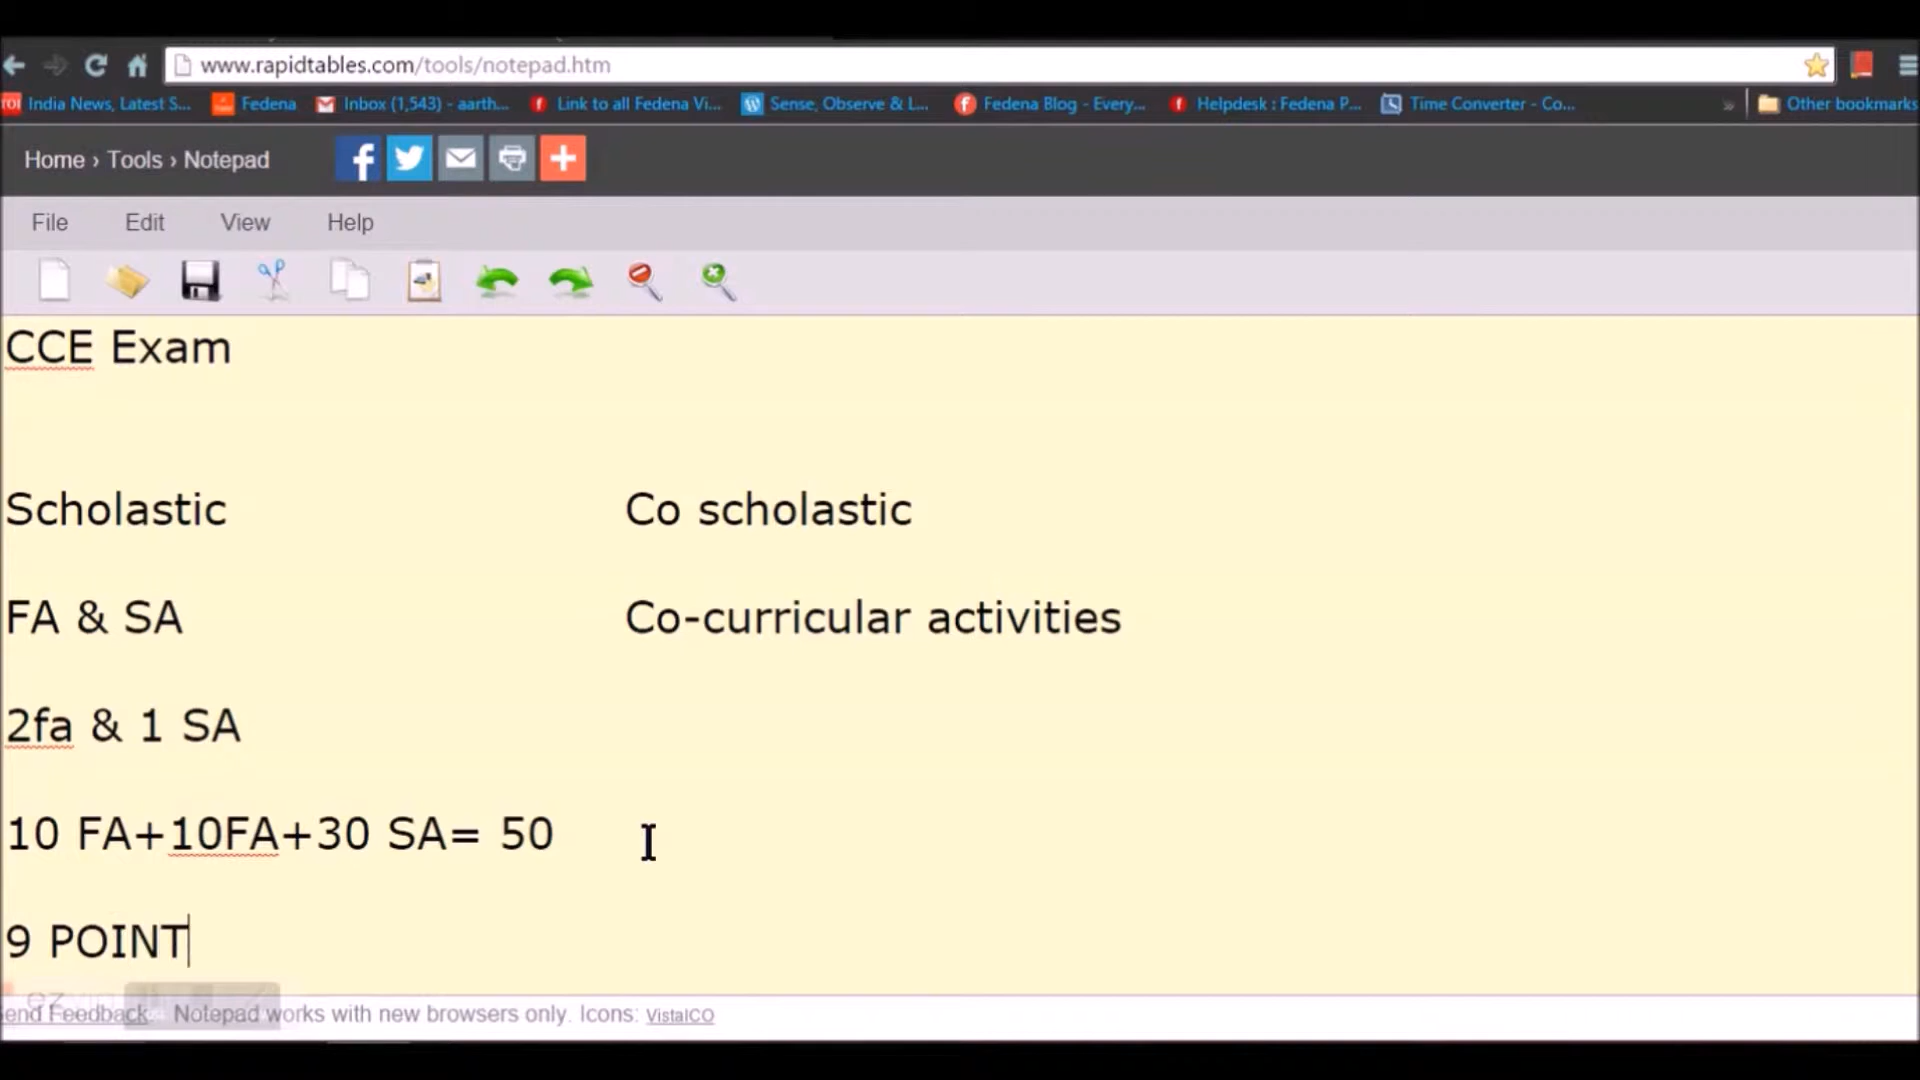 www.rapidtables.com/tools/notepad.htm
TOI India News, Latest S... Fedena Inbox (1,543) - aarth... Link to all Fedena Vi... Sense, Observe & L... Fedena Blog - Every... Helpdesk : Fedena P... Time Converter - Co... » Other bookmarks
Home › Tools › Notepad
File Edit View Help
CCE Exam
Scholastic Co scholastic
FA & SA Co-curricular activities
2fa & 1 SA
10 FA+10FA+30 SA= 50
9 POINT
end Feedback Notepad works with new browsers only. Icons: VistaICO